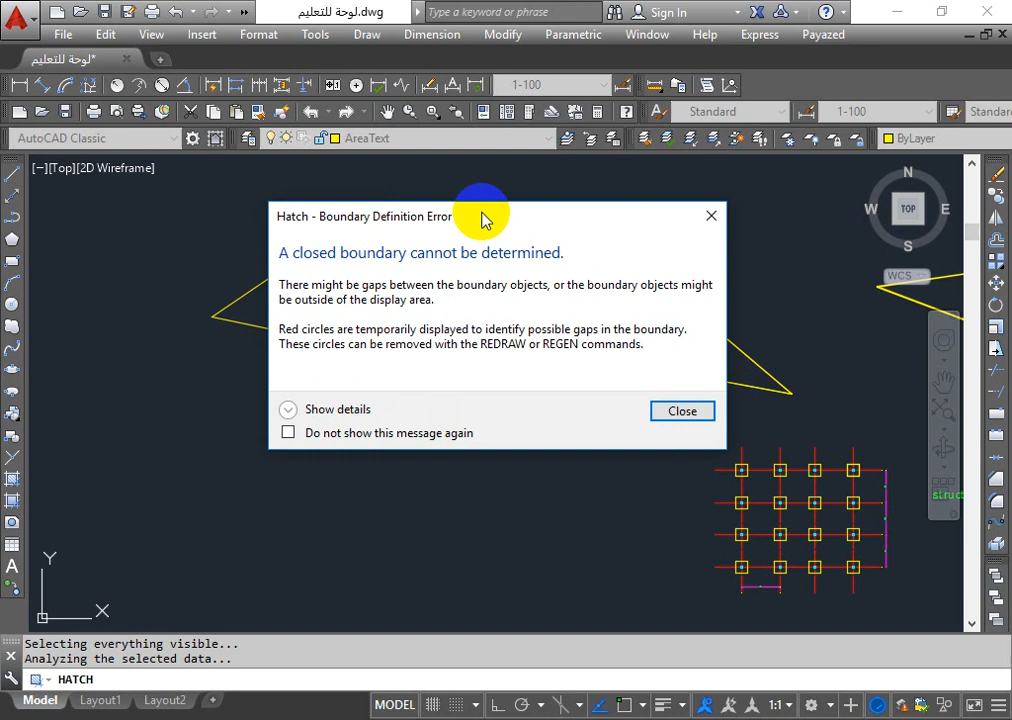 لوحة للتعليم.dwg
Type a keyword or phrase
Sign In
File Edit View Insert Format Tools Draw Dimension Modify Parametric Window Help Express Payazed
لوحة للتعليم*
1-100
Standard 1-100 Standard
AutoCAD Classic AreaText ByLayer
[−][Top][2D Wireframe]
N
W TOP E
S
WCS
Hatch - Boundary Definition Error
A closed boundary cannot be determined.
There might be gaps between the boundary objects, or the boundary objects might
be outside of the display area.
Red circles are temporarily displayed to identify possible gaps in the boundary.
These circles can be removed with the REDRAW or REGEN commands.
Show details
Close
Do not show this message again
struct
Y
X
Selecting everything visible...
Analyzing the selected data...
HATCH
Model Layout1 Layout2
MODEL 1:1